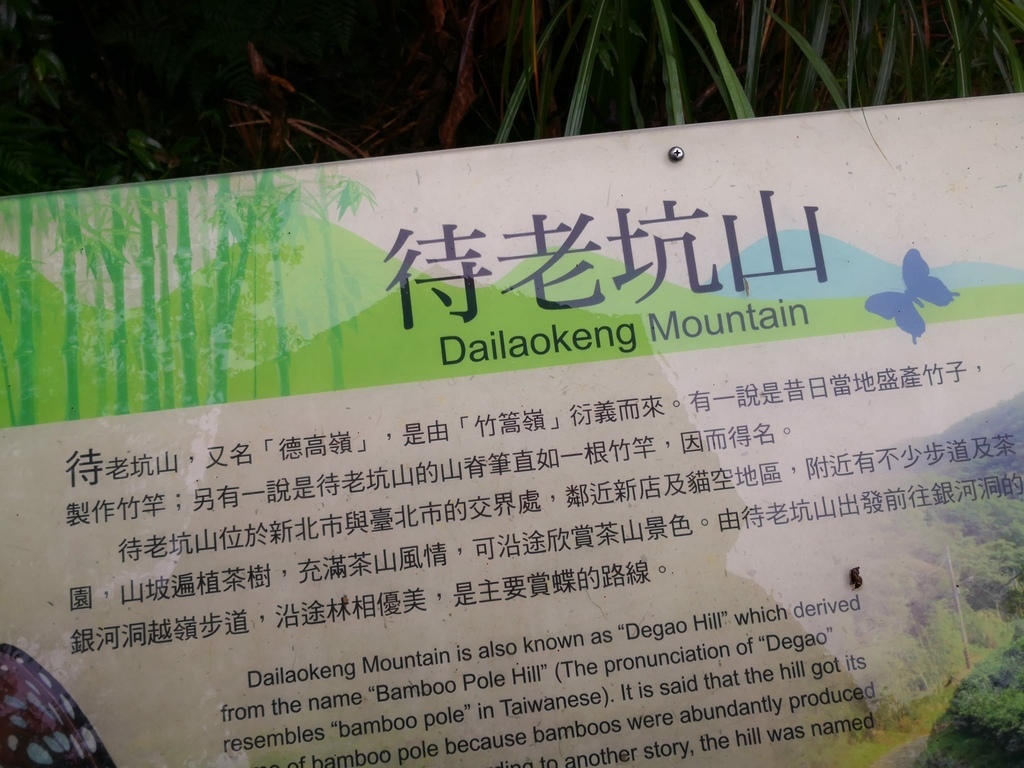 待老坑山
Dailaokeng Mountain
待老坑山，又名「德高嶺」，是由「竹篙嶺」衍義而來。有一說是昔日當地盛產竹子，
製作竹竿；另有一說是待老坑山的山脊筆直如一根竹竿，因而得名。
待老坑山位於新北市與臺北市的交界處，鄰近新店及貓空地區，附近有不少步道及茶
園，山坡遍植茶樹，充滿茶山風情，可沿途欣賞茶山景色。由待老坑山出發前往銀河洞的
銀河洞越嶺步道，沿途林相優美，是主要賞蝶的路線。
Dailaokeng Mountain is also known as “Degao Hill” which derived
from the name “Bamboo Pole Hill” (The pronunciation of “Degao”
resembles “bamboo pole” in Taiwanese). It is said that the hill got its
of bamboo pole because bamboos were abundantly produced
to another story, the hill was named